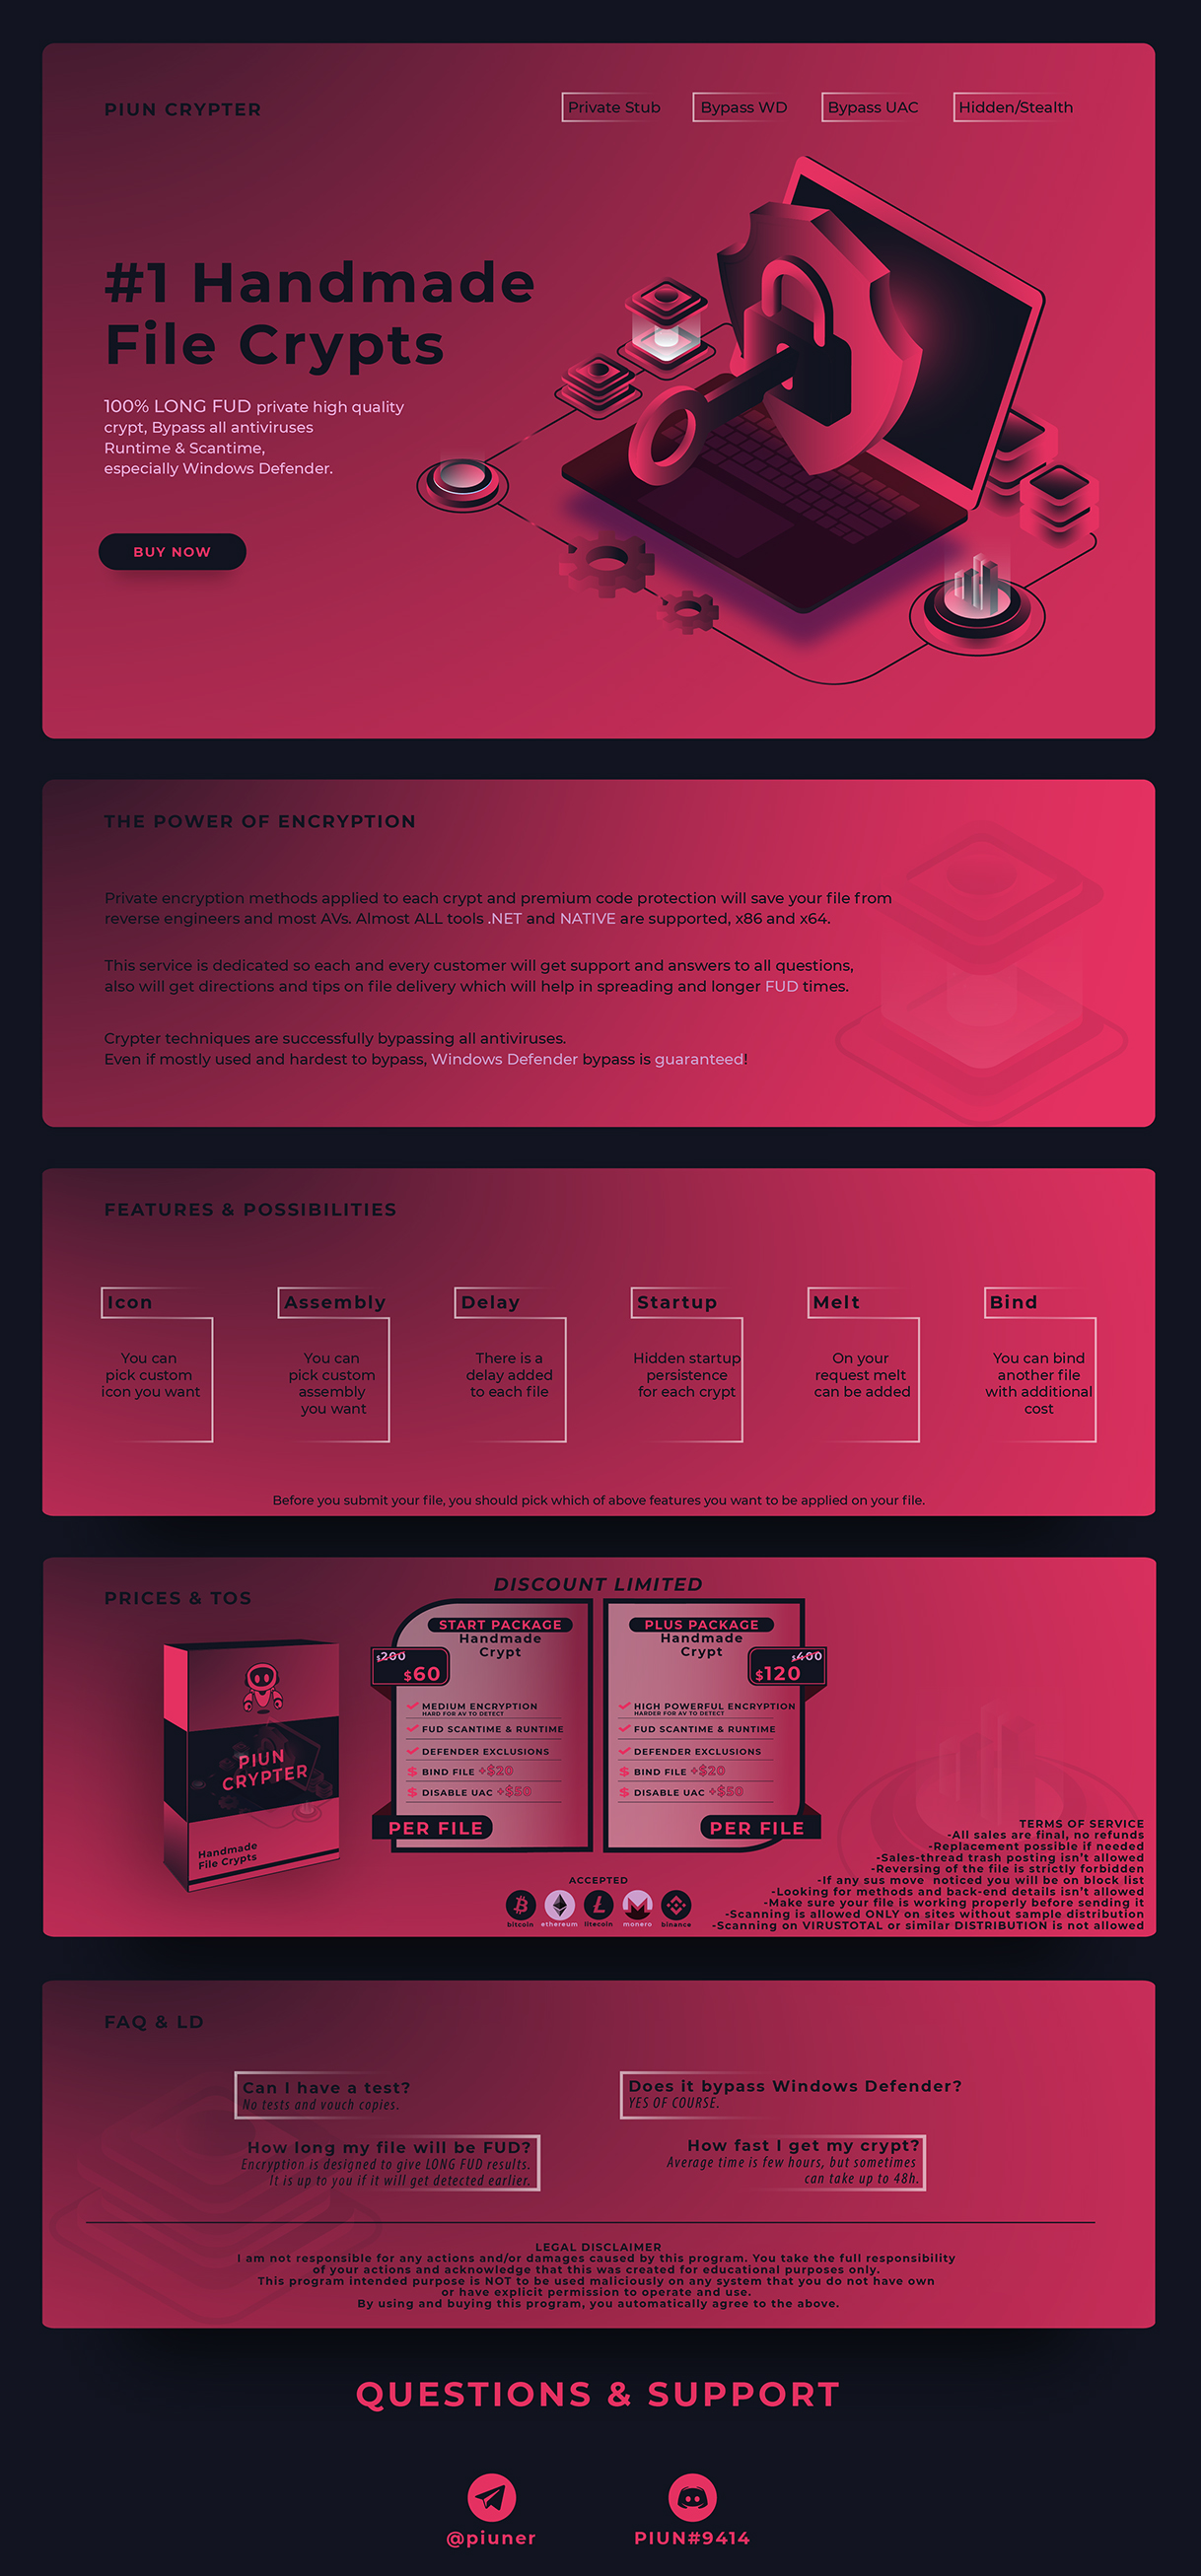 PIUN CRYPTER
Private Stub
Bypass WD
Bypass UAC
Hidden/Stealth
#1 Handmade
File Crypts
100% LONG FUD private high quality
crypt, Bypass all antiviruses
Runtime & Scantime,
especially Windows Defender.
BUY NOW
THE POWER OF ENCRYPTION
Private encryption methods applied to each crypt and premium code protection will save your file from
reverse engineers and most AVs. Almost ALL tools .NET and NATIVE are supported, x86 and x64.
This service is dedicated so each and every customer will get support and answers to all questions,
also will get directions and tips on file delivery which will help in spreading and longer FUD times.
Crypter techniques are successfully bypassing all antiviruses.
Even if mostly used and hardest to bypass, Windows Defender bypass is guaranteed!
FEATURES & POSSIBILITIES
Icon
You can
pick custom
icon you want
Assembly
You can
pick custom
assembly
you want
Delay
There is a
delay added
to each file
Startup
Hidden startup
persistence
for each crypt
Melt
On your
request melt
can be added
Bind
You can bind
another file
with additional
cost
Before you submit your file, you should pick which of above features you want to be applied on your file.
PRICES & TOS
DISCOUNT LIMITED
PIUN
CRYPTER
Handmade
File Crypts
START PACKAGE
Handmade
Crypt
$200
$60
MEDIUM ENCRYPTION
HARD FOR AV TO DETECT
FUD SCANTIME & RUNTIME
DEFENDER EXCLUSIONS
$ BIND FILE +$20
$ DISABLE UAC +$50
PER FILE
PLUS PACKAGE
Handmade
Crypt
$400
$120
HIGH POWERFUL ENCRYPTION
HARDER FOR AV TO DETECT
FUD SCANTIME & RUNTIME
DEFENDER EXCLUSIONS
$ BIND FILE +$20
$ DISABLE UAC +$50
PER FILE
ACCEPTED
bitcoin
ethereum
litecoin
monero
binance
TERMS OF SERVICE
-All sales are final, no refunds
-Replacement possible if needed
-Sales-thread trash posting isn't allowed
-Reversing of the file is strictly forbidden
-If any sus move noticed you will be on block list
-Looking for methods and back-end details isn't allowed
-Make sure your file is working properly before sending it
-Scanning is allowed ONLY on sites without sample distribution
-Scanning on VIRUSTOTAL or similar DISTRIBUTION is not allowed
FAQ & LD
Can I have a test?
No tests and vouch copies.
Does it bypass Windows Defender?
YES OF COURSE.
How long my file will be FUD?
Encryption is designed to give LONG FUD results.
It is up to you if it will get detected earlier.
How fast I get my crypt?
Average time is few hours, but sometimes
can take up to 48h.
LEGAL DISCLAIMER
I am not responsible for any actions and/or damages caused by this program. You take the full responsibility
of your actions and acknowledge that this was created for educational purposes only.
This program intended purpose is NOT to be used maliciously on any system that you do not have own
or have explicit permission to operate and use.
By using and buying this program, you automatically agree to the above.
QUESTIONS & SUPPORT
@piuner
PIUN#9414